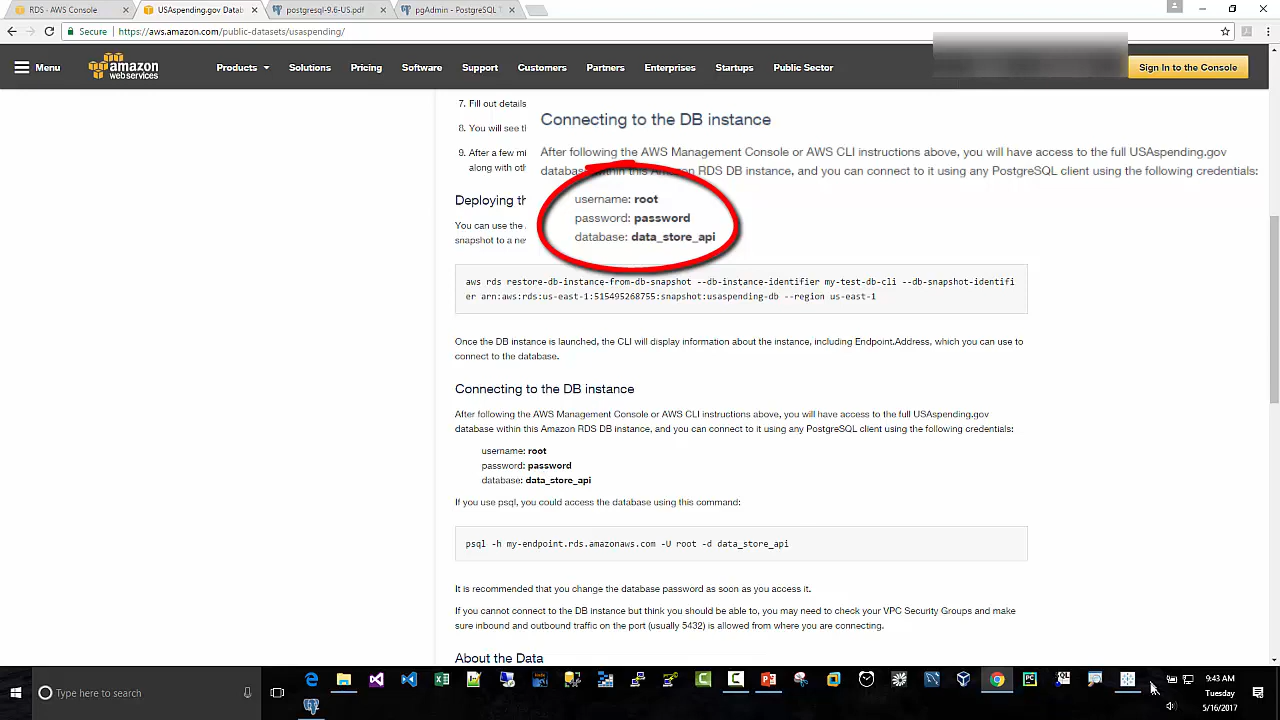 RDS - AWS Console
USAspending.gov Datab
postgresql-9.6-US.pdf
pgAdmin - PostgreSQL T
Secure
https://aws.amazon.com/public-datasets/usaspending/
Menu
amazon
web services
Products
Solutions
Pricing
Software
Support
Customers
Partners
Enterprises
Startups
Public Sector
Sign In to the Console
7. Fill out details
8. You will see th
9. After a few mi
along with oth
Connecting to the DB instance
After following the AWS Management Console or AWS CLI instructions above, you will have access to the full USAspending.gov
database within this Amazon RDS DB instance, and you can connect to it using any PostgreSQL client using the following credentials:
username: root
password: password
database: data_store_api
Deploying th
You can use the
snapshot to a ne
aws rds restore-db-instance-from-db-snapshot --db-instance-identifier my-test-db-cli --db-snapshot-identifi
er arn:aws:rds:us-east-1:515495268755:snapshot:usaspending-db --region us-east-1
Once the DB instance is launched, the CLI will display information about the instance, including Endpoint.Address, which you can use to
connect to the database.
Connecting to the DB instance
After following the AWS Management Console or AWS CLI instructions above, you will have access to the full USAspending.gov
database within this Amazon RDS DB instance, and you can connect to it using any PostgreSQL client using the following credentials:
username: root
password: password
database: data_store_api
If you use psql, you could access the database using this command:
psql -h my-endpoint.rds.amazonaws.com -U root -d data_store_api
It is recommended that you change the database password as soon as you access it.
If you cannot connect to the DB instance but think you should be able to, you may need to check your VPC Security Groups and make
sure inbound and outbound traffic on the port (usually 5432) is allowed from where you are connecting.
About the Data
Type here to search
9:43 AM
Tuesday
5/16/2017